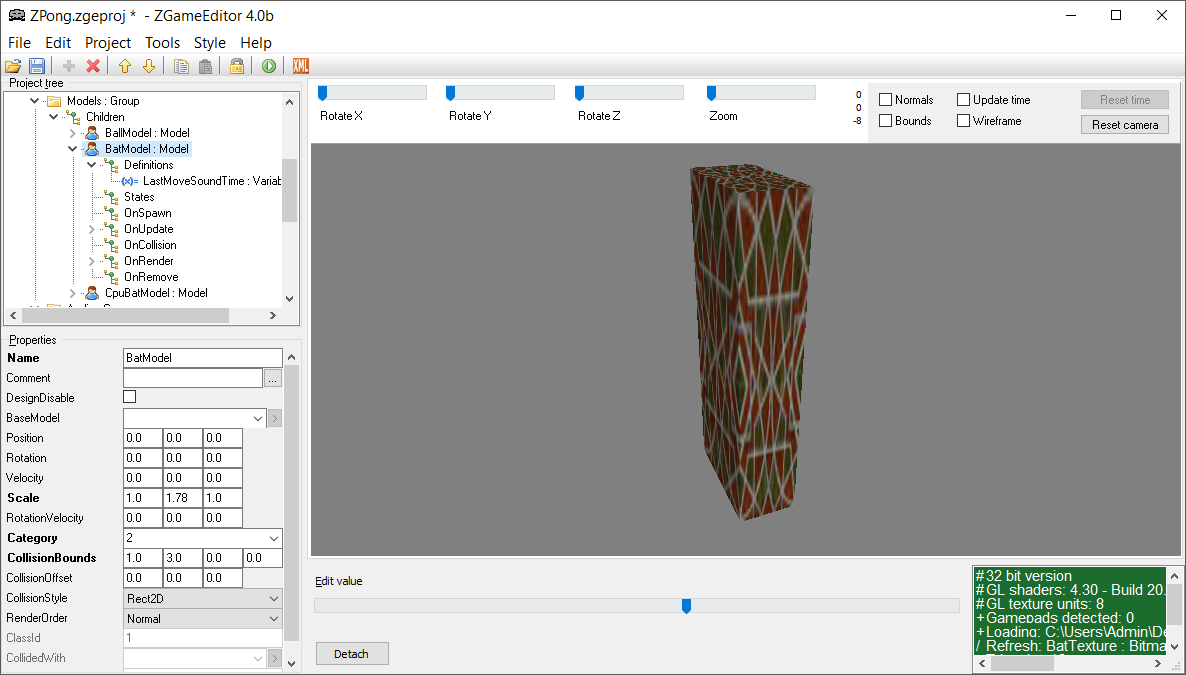 ZPong.zgeproj * - ZGameEditor 4.0b
File Edit Project Tools Style Help
XML
Project tree
Models : Group
Children
BallModel : Model
BatModel : Model
Definitions
(x)= LastMoveSoundTime : Variat
States
OnSpawn
OnUpdate
OnCollision
OnRender
OnRemove
CpuBatModel : Model
Properties
Name BatModel
Comment ...
DesignDisable
BaseModel
Position 0.0 0.0 0.0
Rotation 0.0 0.0 0.0
Velocity 0.0 0.0 0.0
Scale 1.0 1.78 1.0
RotationVelocity 0.0 0.0 0.0
Category 2
CollisionBounds 1.0 3.0 0.0 0.0
CollisionOffset 0.0 0.0 0.0
CollisionStyle Rect2D
RenderOrder Normal
ClassId 1
CollidedWith
Rotate X Rotate Y Rotate Z Zoom
0
0
-8
Normals Update time Reset time
Bounds Wireframe Reset camera
Edit value
Detach
#32 bit version
#GL shaders: 4.30 - Build 20.
#GL texture units: 8
+Gamepads detected: 0
+Loading: C:\Users\Admin\De
/ Refresh: BatTexture : Bitma